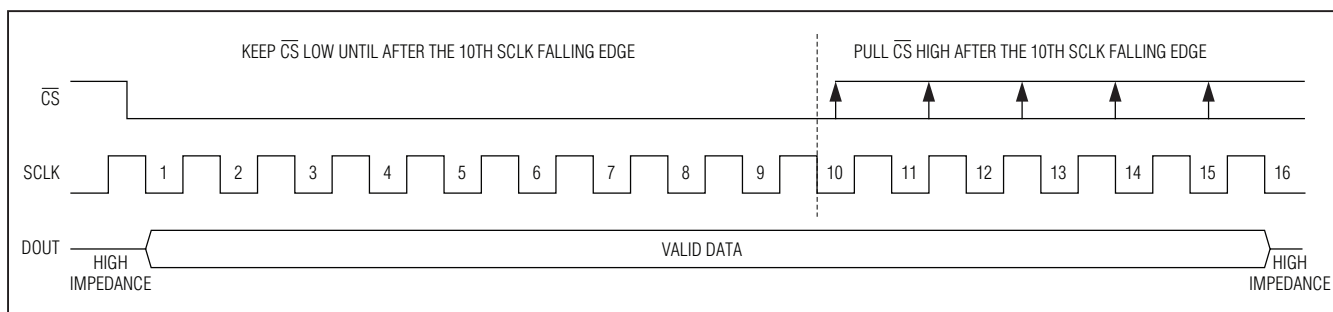 KEEP CS LOW UNTIL AFTER THE 10TH SCLK FALLING EDGE
PULL CS HIGH AFTER THE 10TH SCLK FALLING EDGE
CS
SCLK
1 2 3 4 5 6 7 8 9 10 11 12 13 14 15 16
DOUT
VALID DATA
HIGH
IMPEDANCE
HIGH
IMPEDANCE